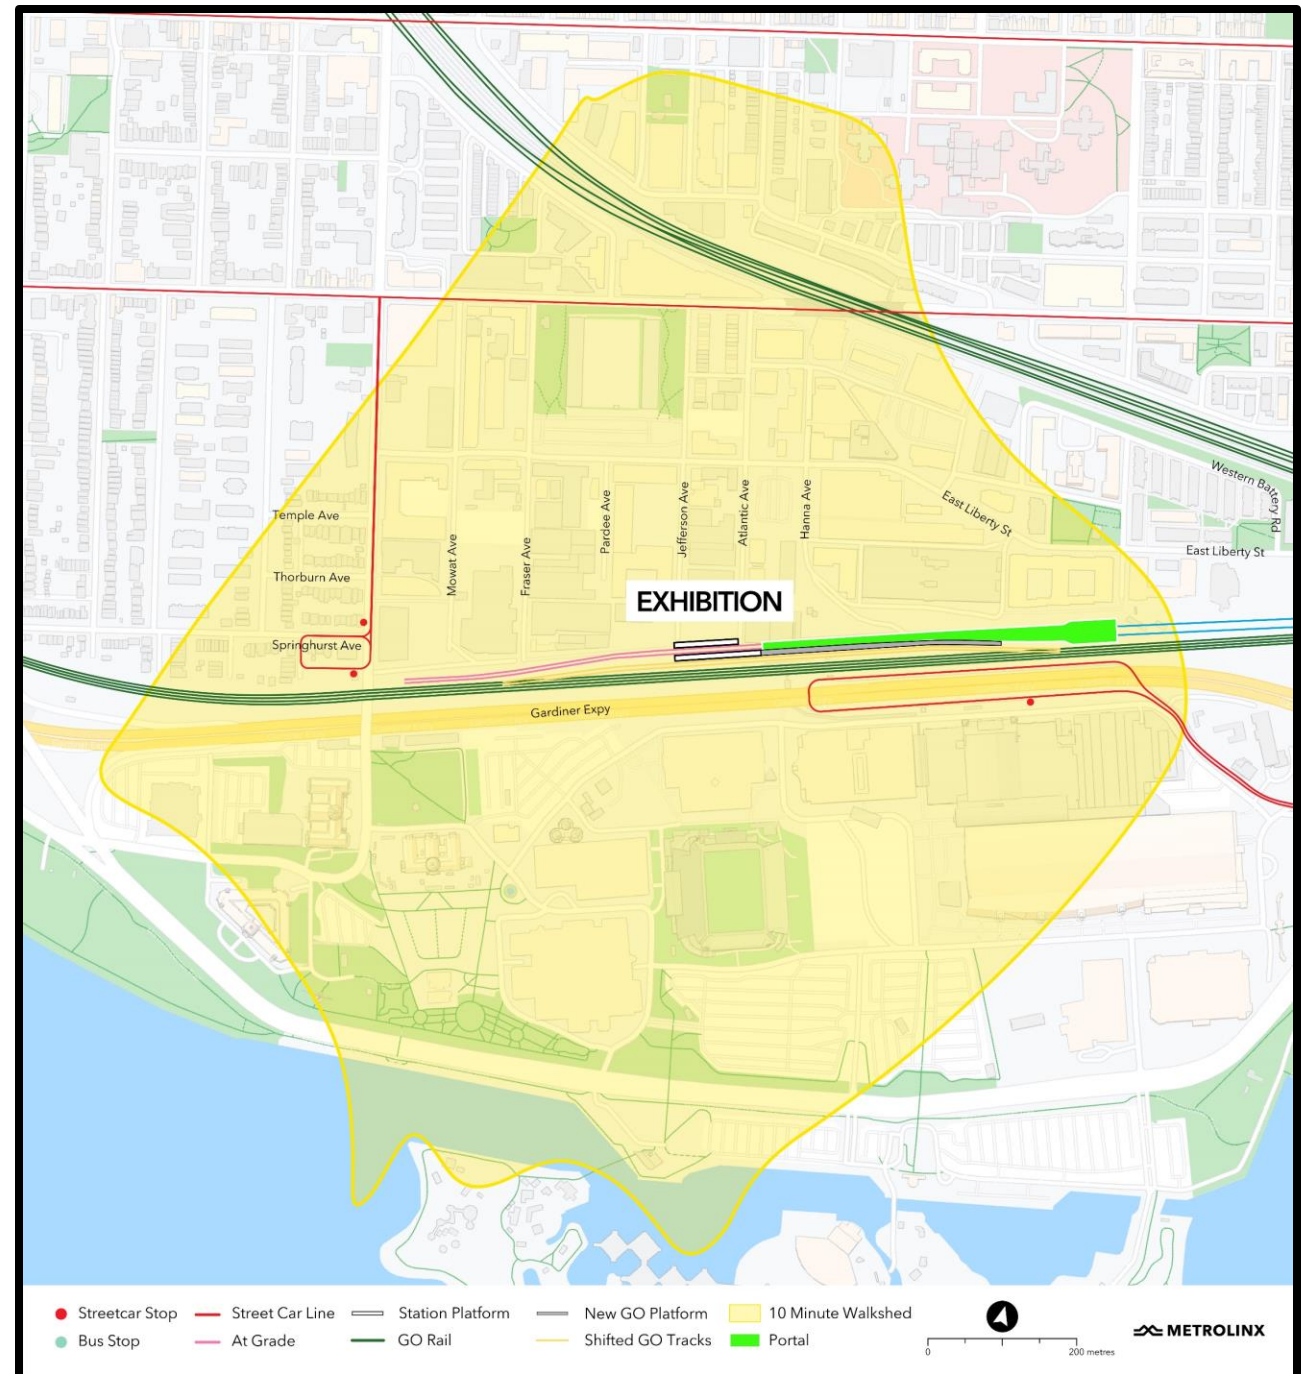 Western Battery Rd
East Liberty St
East Liberty St
Temple Ave
Thorburn Ave
Springhurst Ave
Mowat Ave
Fraser Ave
Pardee Ave
Jefferson Ave
Atlantic Ave
Hanna Ave
EXHIBITION
Gardiner Expy
Streetcar Stop
Street Car Line
Station Platform
New GO Platform
10 Minute Walkshed
Bus Stop
At Grade
GO Rail
Shifted GO Tracks
Portal
0
200 metres
METROLINX